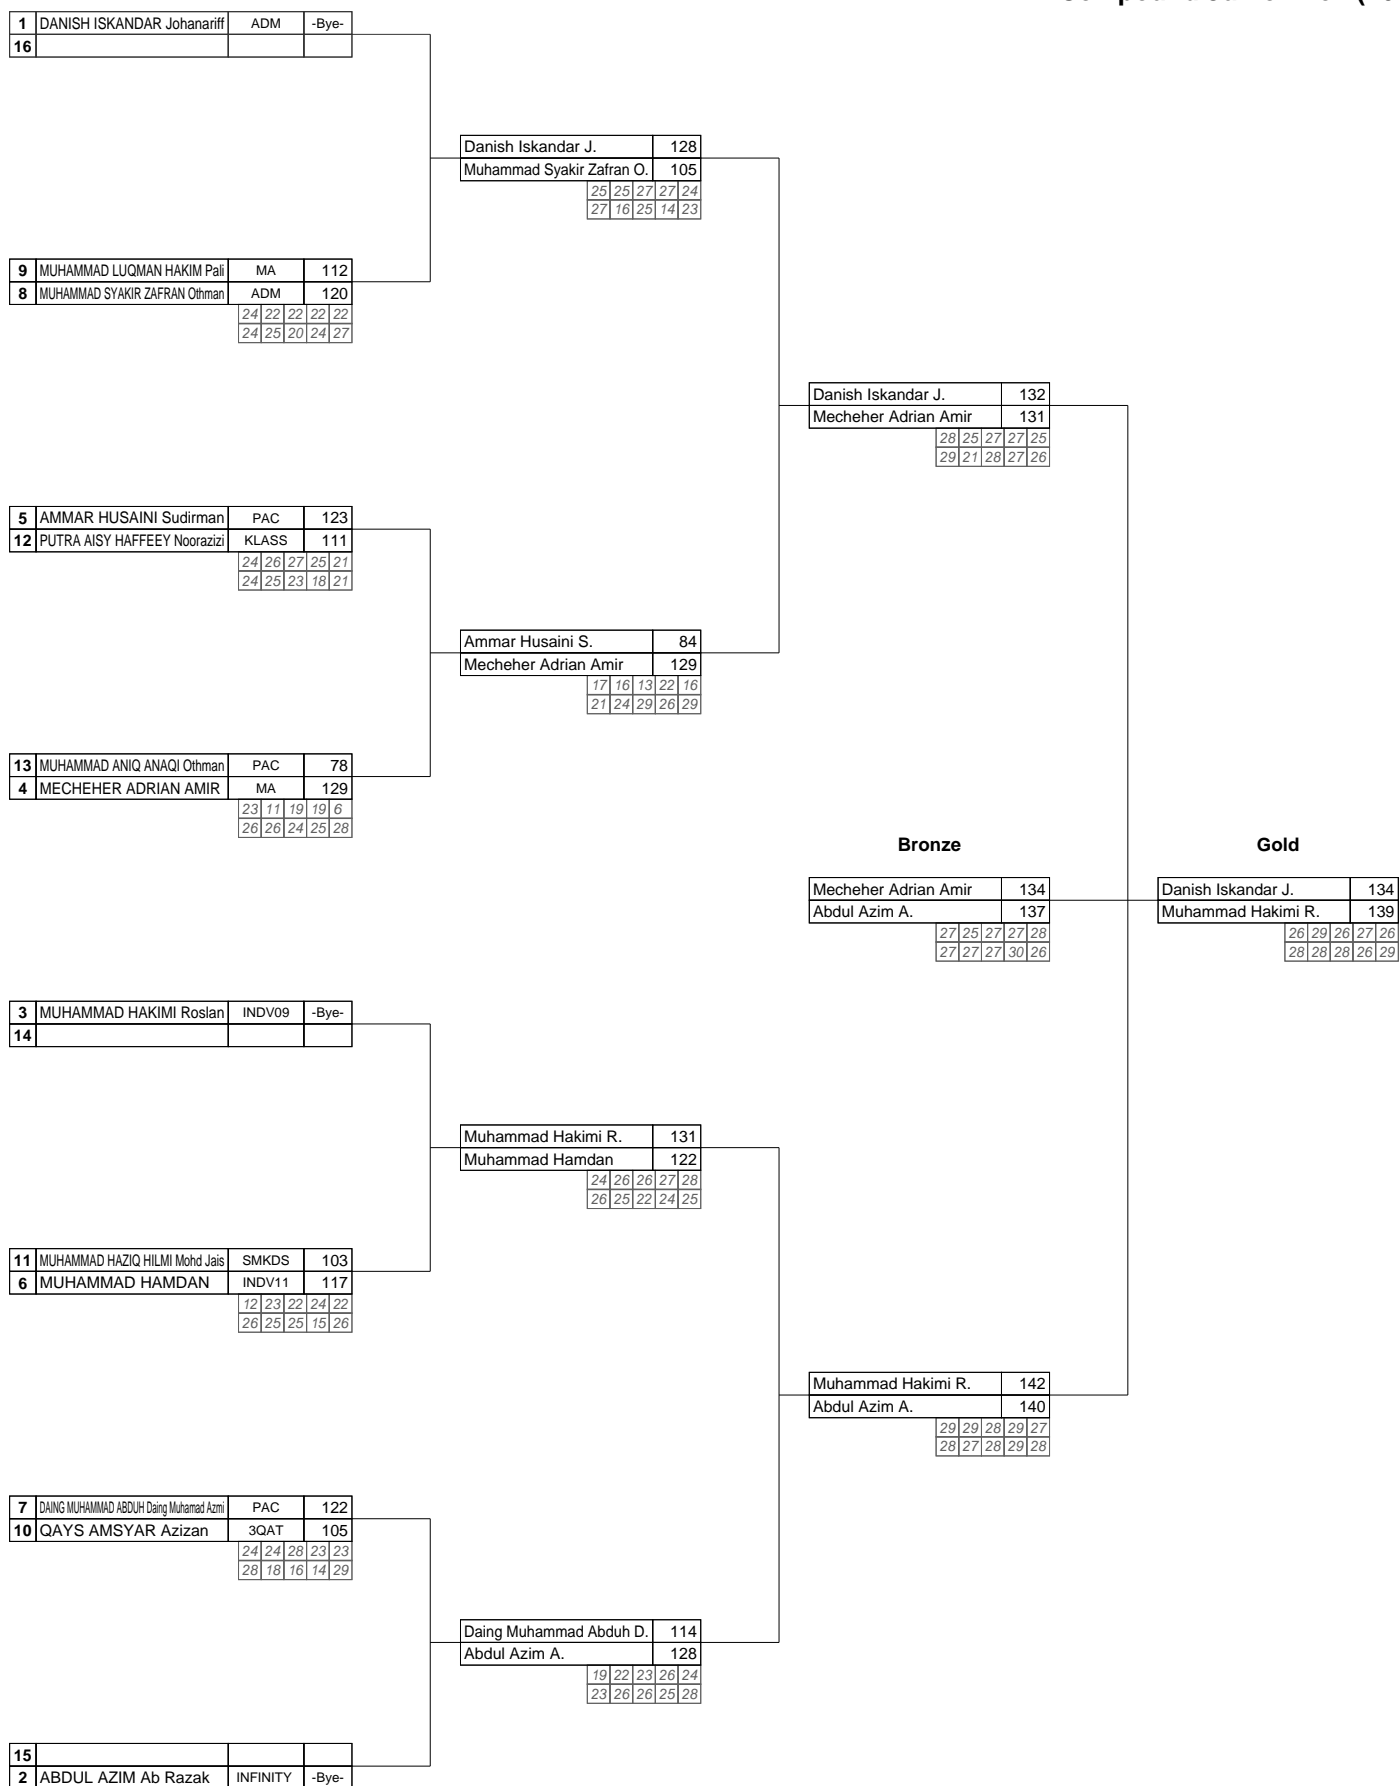 1 DANISH ISKANDAR Johanariff ADM -Bye-
16
Danish Iskandar J. 128
Muhammad Syakir Zafran O. 105
25 25 27 27 24
27 16 25 14 23
9 MUHAMMAD LUQMAN HAKIM Pali MA 112
8 MUHAMMAD SYAKIR ZAFRAN Othman ADM 120
24 22 22 22 22
24 25 20 24 27
Danish Iskandar J. 132
Mecheher Adrian Amir 131
28 25 27 27 25
29 21 28 27 26
5 AMMAR HUSAINI Sudirman PAC 123
12 PUTRA AISY HAFFEEY Noorazizi KLASS 111
24 26 27 25 21
24 25 23 18 21
Ammar Husaini S. 84
Mecheher Adrian Amir 129
17 16 13 22 16
21 24 29 26 29
13 MUHAMMAD ANIQ ANAQI Othman PAC 78
4 MECHEHER ADRIAN AMIR MA 129
23 11 19 19 6
26 26 24 25 28
Bronze Gold
Mecheher Adrian Amir 134 Danish Iskandar J. 134
Abdul Azim A. 137 Muhammad Hakimi R. 139
27 25 27 27 28 26 29 26 27 26
27 27 27 30 26 28 28 28 26 29
3 MUHAMMAD HAKIMI Roslan INDV09 -Bye-
14
Muhammad Hakimi R. 131
Muhammad Hamdan 122
24 26 26 27 28
26 25 22 24 25
11 MUHAMMAD HAZIQ HILMI Mohd Jais SMKDS 103
6 MUHAMMAD HAMDAN INDV11 117
12 23 22 24 22
26 25 25 15 26
Muhammad Hakimi R. 142
Abdul Azim A. 140
29 29 28 29 27
28 27 28 29 28
7 DAING MUHAMMAD ABDUH Daing Muhamad Azmi PAC 122
10 QAYS AMSYAR Azizan 3QAT 105
24 24 28 23 23
28 18 16 14 29
Daing Muhammad Abduh D. 114
Abdul Azim A. 128
19 22 23 26 24
23 26 26 25 28
15
2 ABDUL AZIM Ab Razak INFINITY -Bye-